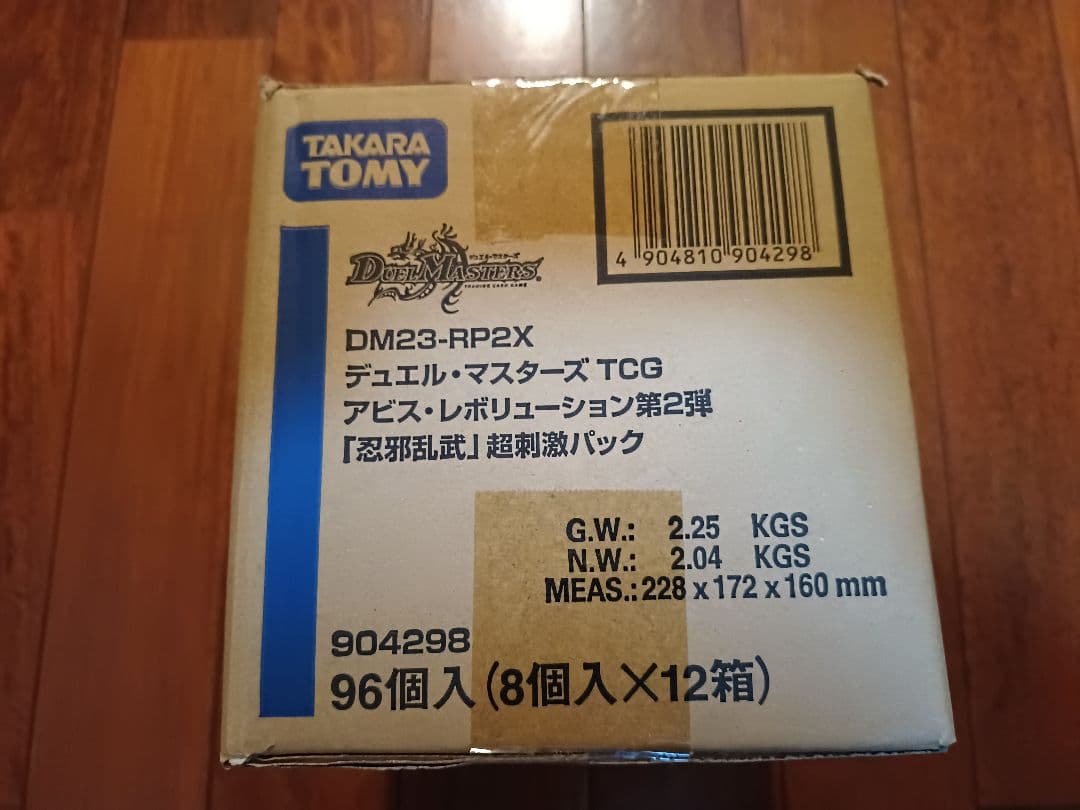 TAKARA
TOMY
4 904810 904298
デュエル・マスターズ
DUEL MASTERS
TRADING CARD GAME
DM23-RP2X
デュエル・マスターズ TCG
アビス・レボリューション第2弾
「忍邪乱武」超刺激パック
G.W.: 2.25 KGS
N.W.: 2.04 KGS
MEAS.: 228 x 172 x 160 mm
904298
96個入(8個入×12箱)